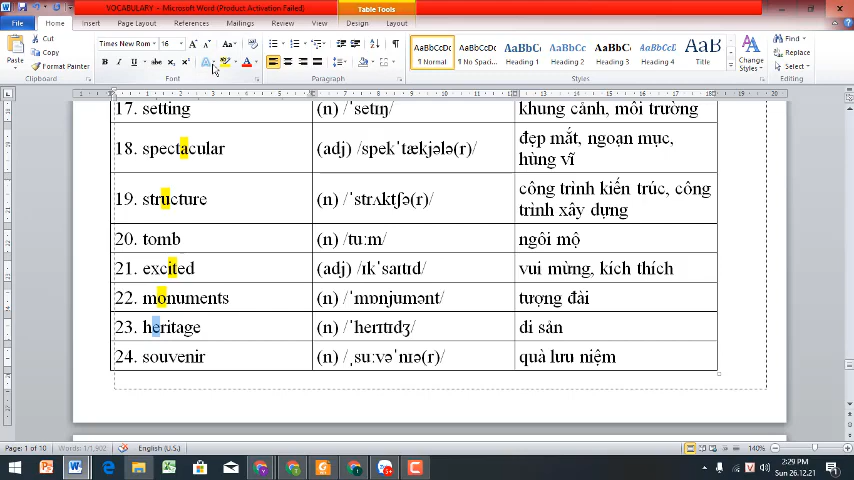 VOCABULARY - Microsoft Word (Product Activation Failed)
Table Tools
File
Home
Insert
Page Layout
References
Mailings
Review
View
Design
Layout
Cut
Copy
Format Painter
Paste
Clipboard
Times New Rom
16
Font
Paragraph
AaBbCcDc
¶ Normal
AaBbCcDc
¶ No Spaci...
AaBbC
Heading 1
AaBbCc
Heading 2
AaBbCc
Heading 3
AaBbCcD
Heading 4
AaB
Title
Styles
Change
Styles
Find
Replace
Select
Editing
17. setting
(n) /ˈsetɪŋ/
khung cảnh, môi trường
18. spectacular
(adj) /spekˈtækjələ(r)/
đẹp mắt, ngoạn mục,
hùng vĩ
19. structure
(n) /ˈstrʌktʃə(r)/
công trình kiến trúc, công
trình xây dựng
20. tomb
(n) /tuːm/
ngôi mộ
21. excited
(adj) /ɪkˈsaɪtɪd/
vui mừng, kích thích
22. monuments
(n) /ˈmɒnjumənt/
tượng đài
23. heritage
(n) /ˈherɪtɪdʒ/
di sản
24. souvenir
(n) /ˌsuːvəˈnɪə(r)/
quà lưu niệm
Page: 1 of 10
Words: 1/1,902
English (U.S.)
140%
2:29 PM
Sun 26.12.21